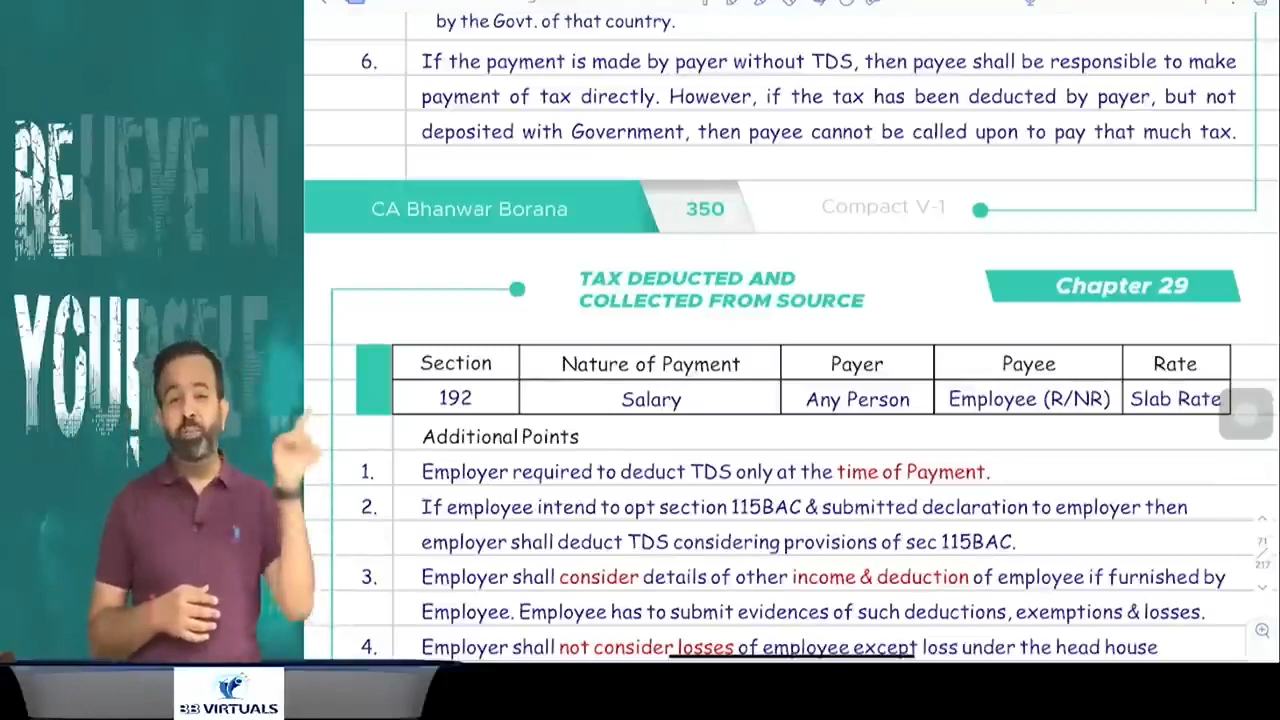 BELIEVE IN
YOURSELF
by the Govt. of that country.
6. If the payment is made by payer without TDS, then payee shall be responsible to make
payment of tax directly. However, if the tax has been deducted by payer, but not
deposited with Government, then payee cannot be called upon to pay that much tax.
CA Bhanwar Borana 350 Compact V-1
TAX DEDUCTED AND
COLLECTED FROM SOURCE
Chapter 29
Section Nature of Payment Payer Payee Rate
192 Salary Any Person Employee (R/NR) Slab Rate
Additional Points
1. Employer required to deduct TDS only at the time of Payment.
2. If employee intend to opt section 115BAC & submitted declaration to employer then
employer shall deduct TDS considering provisions of sec 115BAC.
3. Employer shall consider details of other income & deduction of employee if furnished by
Employee. Employee has to submit evidences of such deductions, exemptions & losses.
4. Employer shall not consider losses of employee except loss under the head house
71
217
BB VIRTUALS